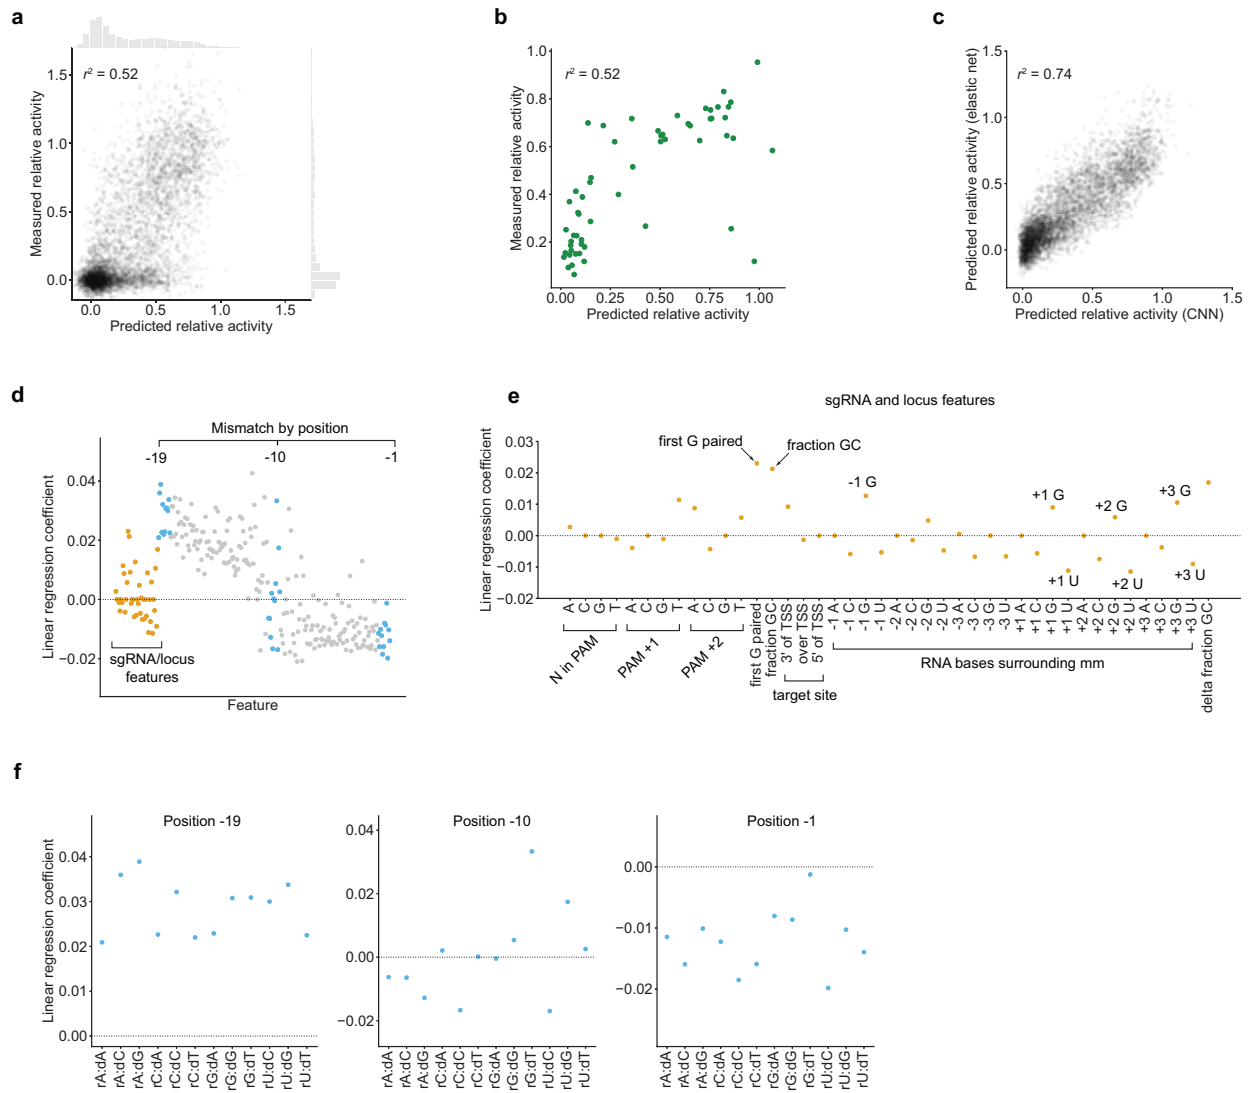 a
r² = 0.52
Measured relative activity
1.5
1.0
0.5
0.0
0.0 0.5 1.0 1.5
Predicted relative activity
b
r² = 0.52
Measured relative activity
1.0
0.8
0.6
0.4
0.2
0.00 0.25 0.50 0.75 1.00
Predicted relative activity
c
r² = 0.74
Predicted relative activity (elastic net)
1.5
1.0
0.5
0.0
0.0 0.5 1.0 1.5
Predicted relative activity (CNN)
d
Mismatch by position
-19 -10 -1
Linear regression coefficient
0.04
0.02
0.00
−0.02
sgRNA/locus
features
Feature
e
sgRNA and locus features
Linear regression coefficient
0.03
0.02
0.01
0.00
−0.01
−0.02
first G paired
fraction GC
-1 G
+1 G
+2 G
+3 G
+1 U
+2 U
+3 U
A C G T A C G T A C G T first G paired fraction GC 3' of TSS over TSS 5' of TSS -1 A -1 C -1 G -1 U -2 A -2 C -2 G -2 U -3 A -3 C -3 G -3 U +1 A +1 C +1 G +1 U +2 A +2 C +2 G +2 U +3 A +3 C +3 G +3 U delta fraction GC
N in PAM PAM +1 PAM +2 target site RNA bases surrounding mm
f
Position -19
Linear regression coefficient
0.04
0.03
0.02
0.01
0.00
rA:dA rA:dC rA:dG rC:dA rC:dC rC:dT rG:dA rG:dG rG:dT rU:dC rU:dG rU:dT
Position -10
0.04
0.02
0.00
−0.02
rA:dA rA:dC rA:dG rC:dA rC:dC rC:dT rG:dA rG:dG rG:dT rU:dC rU:dG rU:dT
Position -1
0.00
−0.01
−0.02
rA:dA rA:dC rA:dG rC:dA rC:dC rC:dT rG:dA rG:dG rG:dT rU:dC rU:dG rU:dT